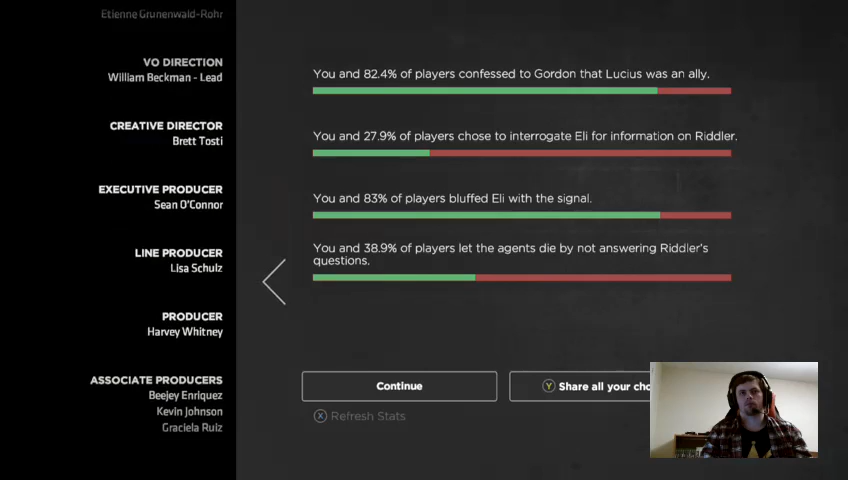 Etienne Grunenwald-Rohr
VO DIRECTION
William Beckman - Lead
CREATIVE DIRECTOR
Brett Tosti
EXECUTIVE PRODUCER
Sean O'Connor
LINE PRODUCER
Lisa Schulz
PRODUCER
Harvey Whitney
ASSOCIATE PRODUCERS
Beejey Enriquez
Kevin Johnson
Graciela Ruiz
You and 82.4% of players confessed to Gordon that Lucius was an ally.
You and 27.9% of players chose to interrogate Eli for information on Riddler.
You and 83% of players bluffed Eli with the signal.
You and 38.9% of players let the agents die by not answering Riddler's
questions.
Continue
Y Share all your cho
X Refresh Stats